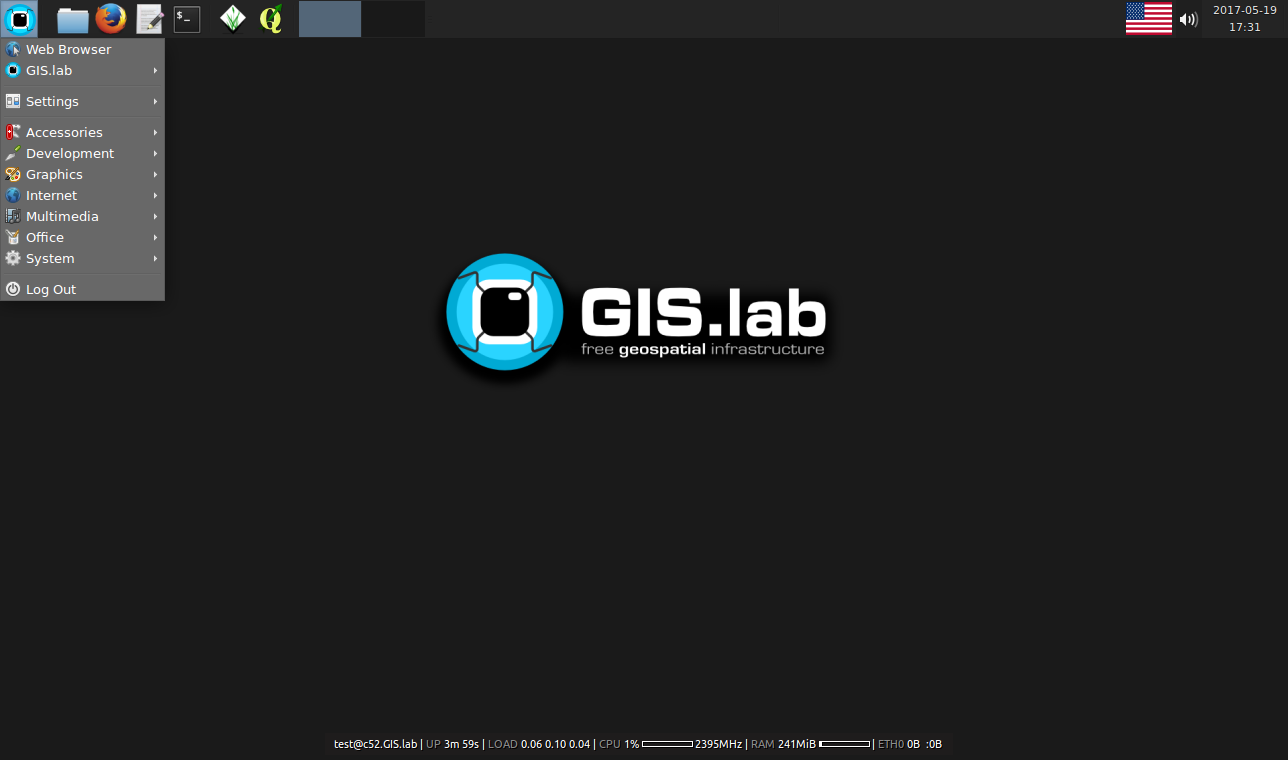 $_
2017-05-19
17:31
Web Browser
GIS.lab
Settings
Accessories
Development
Graphics
Internet
Multimedia
Office
System
Log Out
GIS.lab
free geospatial infrastructure
test@c52.GIS.lab | UP 3m 59s | LOAD 0.06 0.10 0.04 | CPU 1% 2395MHz | RAM 241MiB | ETH0 0B :0B